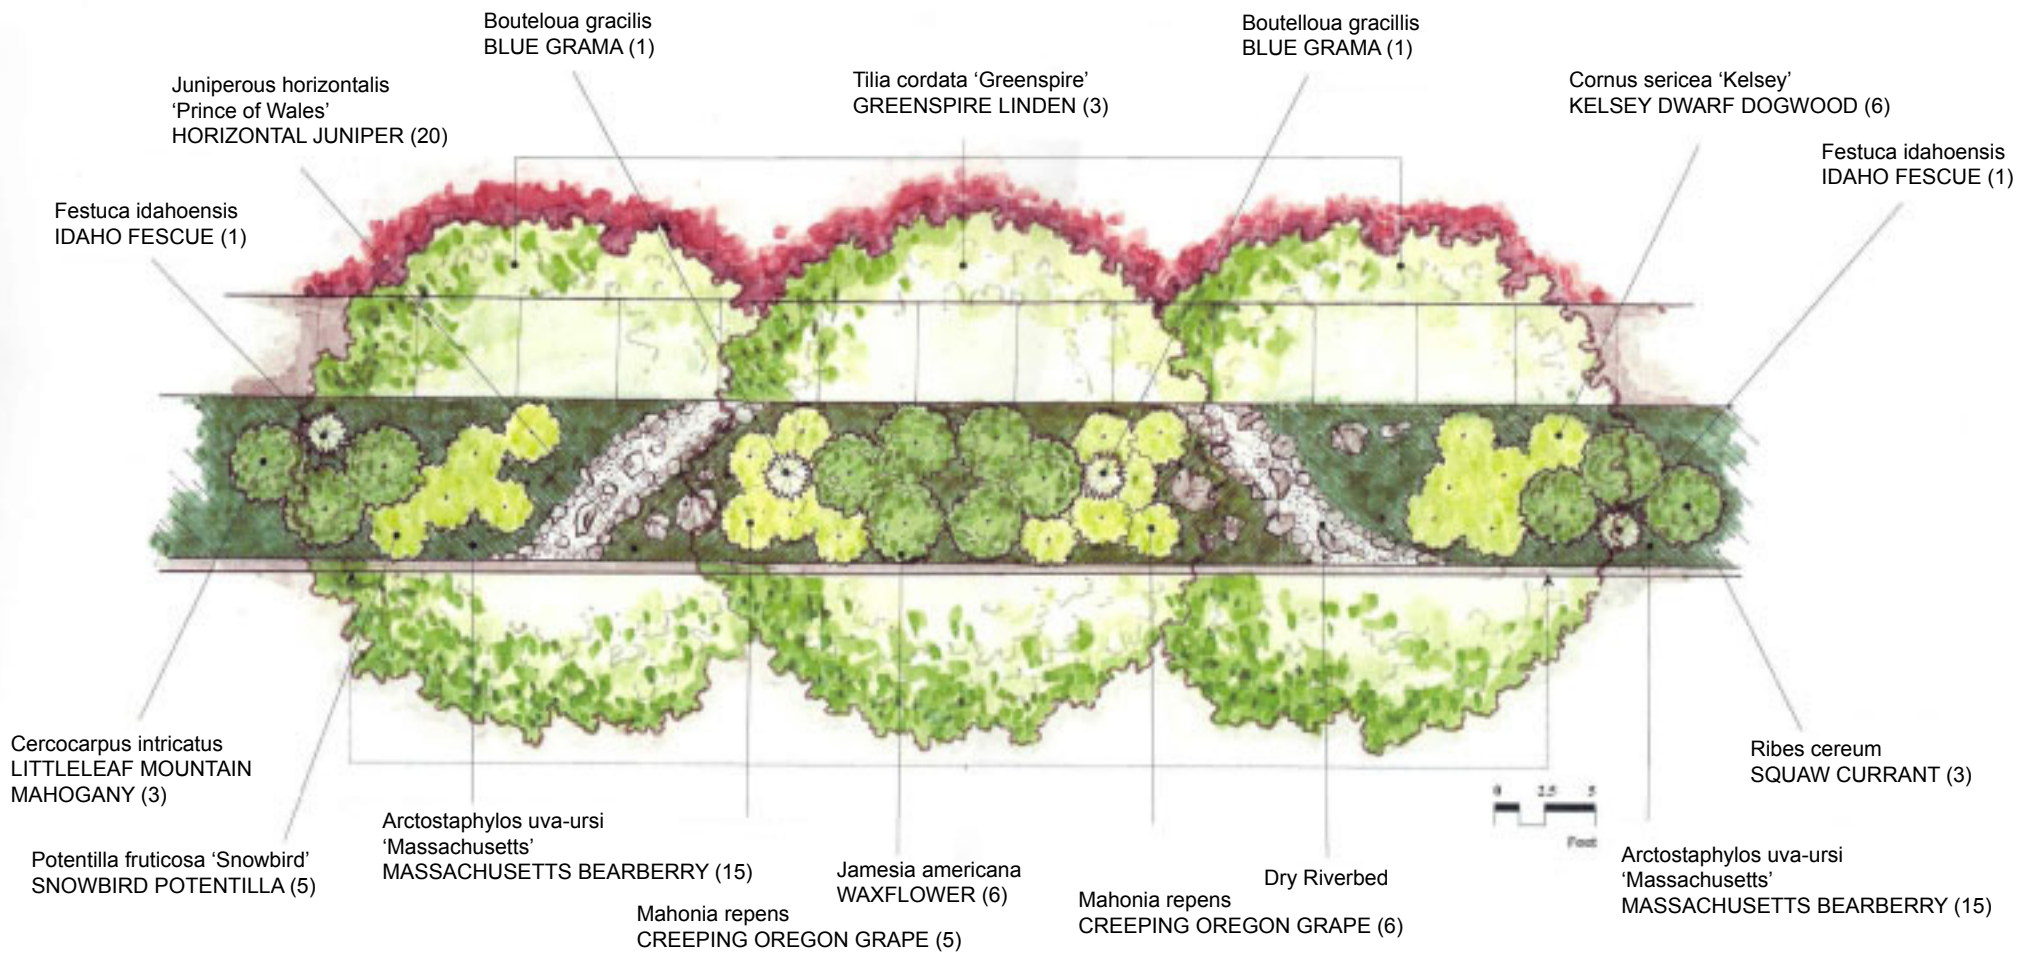 Bouteloua gracilis
BLUE GRAMA (1)
Boutelloua gracillis
BLUE GRAMA (1)
Juniperous horizontalis
‘Prince of Wales’
HORIZONTAL JUNIPER (20)
Tilia cordata ‘Greenspire’
GREENSPIRE LINDEN (3)
Cornus sericea ‘Kelsey’
KELSEY DWARF DOGWOOD (6)
Festuca idahoensis
IDAHO FESCUE (1)
Festuca idahoensis
IDAHO FESCUE (1)
Cercocarpus intricatus
LITTLELEAF MOUNTAIN
MAHOGANY (3)
Potentilla fruticosa ‘Snowbird’
SNOWBIRD POTENTILLA (5)
Arctostaphylos uva-ursi
‘Massachusetts’
MASSACHUSETTS BEARBERRY (15)
Mahonia repens
CREEPING OREGON GRAPE (5)
Jamesia americana
WAXFLOWER (6)
Mahonia repens
CREEPING OREGON GRAPE (6)
Dry Riverbed
Ribes cereum
SQUAW CURRANT (3)
0 2.5 5
Feet
Arctostaphylos uva-ursi
‘Massachusetts’
MASSACHUSETTS BEARBERRY (15)